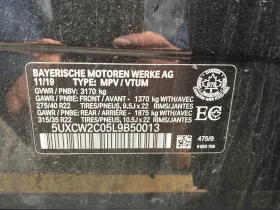 BAYERISCHE MOTOREN WERKE AG
11/19 TYPE: MPV / VTUM
GVWR / PNBV: 3170 kg
GAWR / PNBE: FRONT / AVANT - 1370 kg WITH/AVEC
275/40 R22 TIRES/PNEUS, RIMS/JANTES 9,5J x 22
GAWR / PNBE: REAR / ARRIÈRE - 1875 kg WITH/AVEC
315/35 R22 TIRES/PNEUS, RIMS/JANTES 10,5J x 22
5UXCW2C05L9B50013
EC
475/9